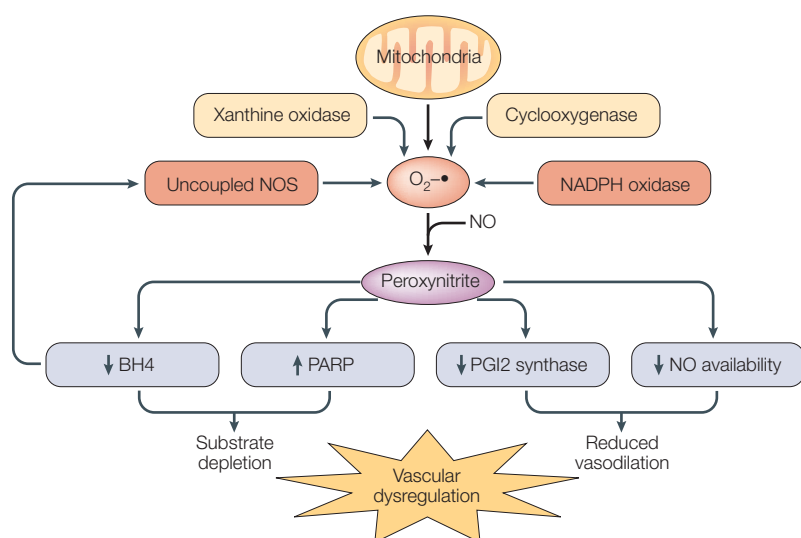 Mitochondria
Xanthine oxidase
Cyclooxygenase
Uncoupled NOS
O₂–•
NADPH oxidase
NO
Peroxynitrite
↓ BH4
↑ PARP
↓ PGI2 synthase
↓ NO availability
Substrate
depletion
Reduced
vasodilation
Vascular
dysregulation